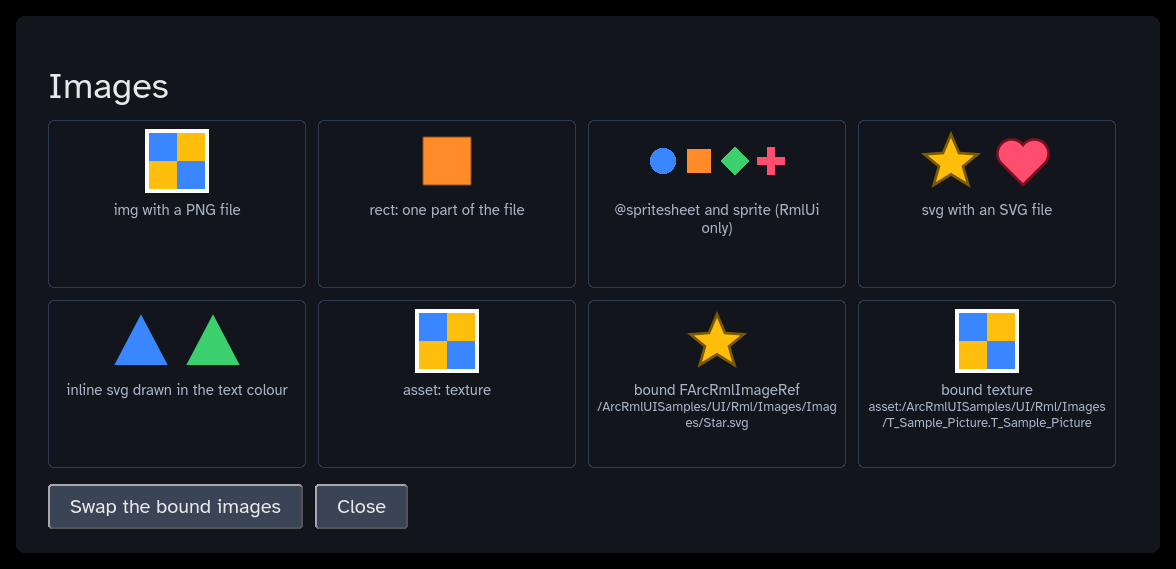 Images
img with a PNG file
rect: one part of the file
@spritesheet and sprite (RmlUi
only)
svg with an SVG file
inline svg drawn in the text colour
asset: texture
bound FArcRmlImageRef
/ArcRmlUISamples/UI/Rml/Images/Imag
es/Star.svg
bound texture
asset:/ArcRmlUISamples/UI/Rml/Images
/T_Sample_Picture.T_Sample_Picture
Swap the bound images
Close